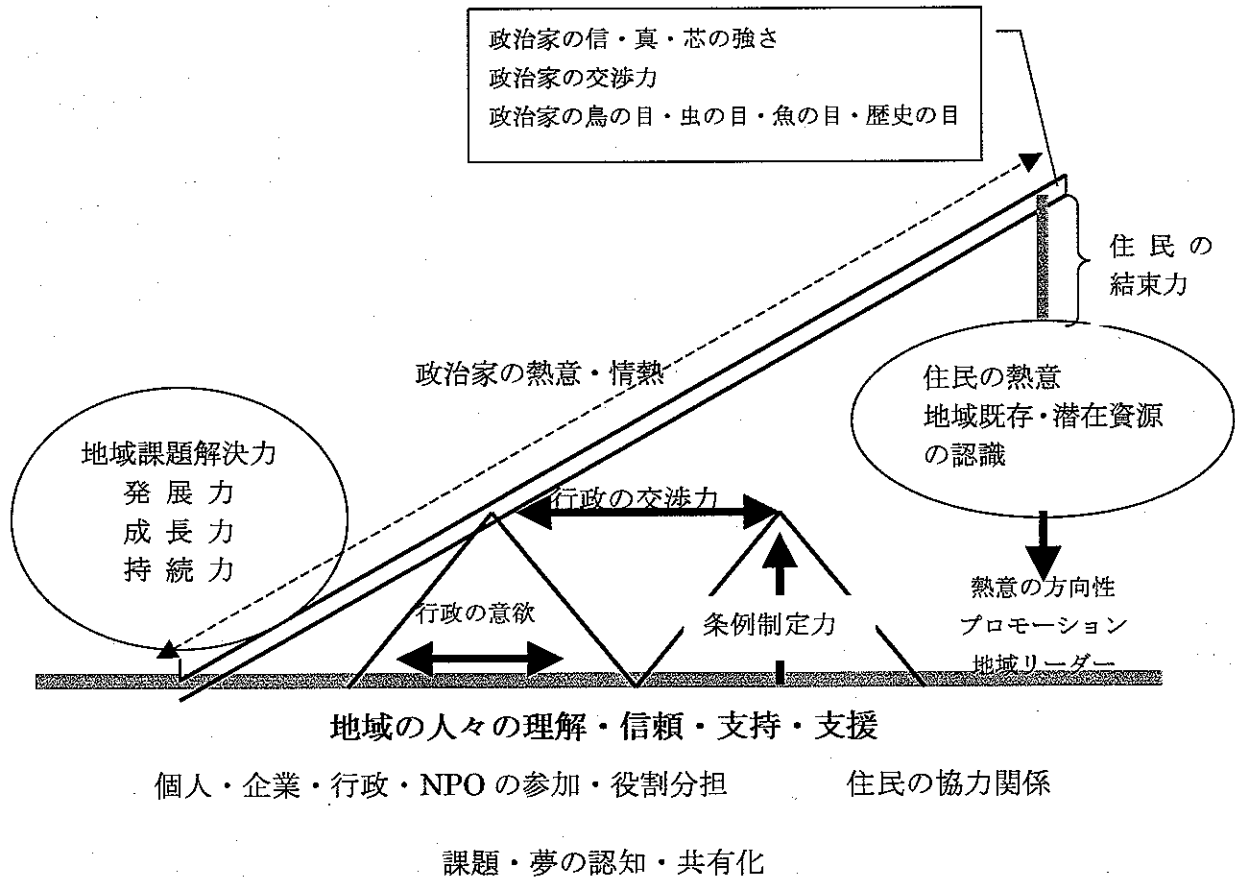 政治家の信・真・芯の強さ
政治家の交渉力
政治家の鳥の目・虫の目・魚の目・歴史の目
住民の
結束力
政治家の熱意・情熱
住民の熱意
地域既存・潜在資源
の認識
地域課題解決力
発展力
成長力
持続力
行政の交渉力
行政の意欲
条例制定力
熱意の方向性
プロモーション
地域リーダー
地域の人々の理解・信頼・支持・支援
個人・企業・行政・NPOの参加・役割分担 住民の協力関係
課題・夢の認知・共有化